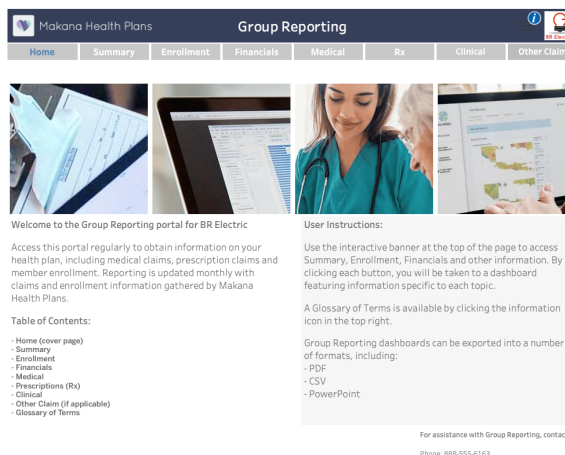 Makana Health Plans
Group Reporting
i
BR Elec
Home
Summary
Enrollment
Financials
Medical
Rx
Clinical
Other Claim
Welcome to the Group Reporting portal for BR Electric
Access this portal regularly to obtain information on your
health plan, including medical claims, prescription claims and
member enrollment. Reporting is updated monthly with
claims and enrollment information gathered by Makana
Health Plans.
Table of Contents:
- Home (cover page)
- Summary
- Enrollment
- Financials
- Medical
- Prescriptions (Rx)
- Clinical
- Other Claim (if applicable)
- Glossary of Terms
User Instructions:
Use the interactive banner at the top of the page to access
Summary, Enrollment, Financials and other information. By
clicking each button, you will be taken to a dashboard
featuring information specific to each topic.
A Glossary of Terms is available by clicking the information
icon in the top right.
Group Reporting dashboards can be exported into a number
of formats, including:
- PDF
- CSV
- PowerPoint
For assistance with Group Reporting, contac
Phone: 888-555-6163